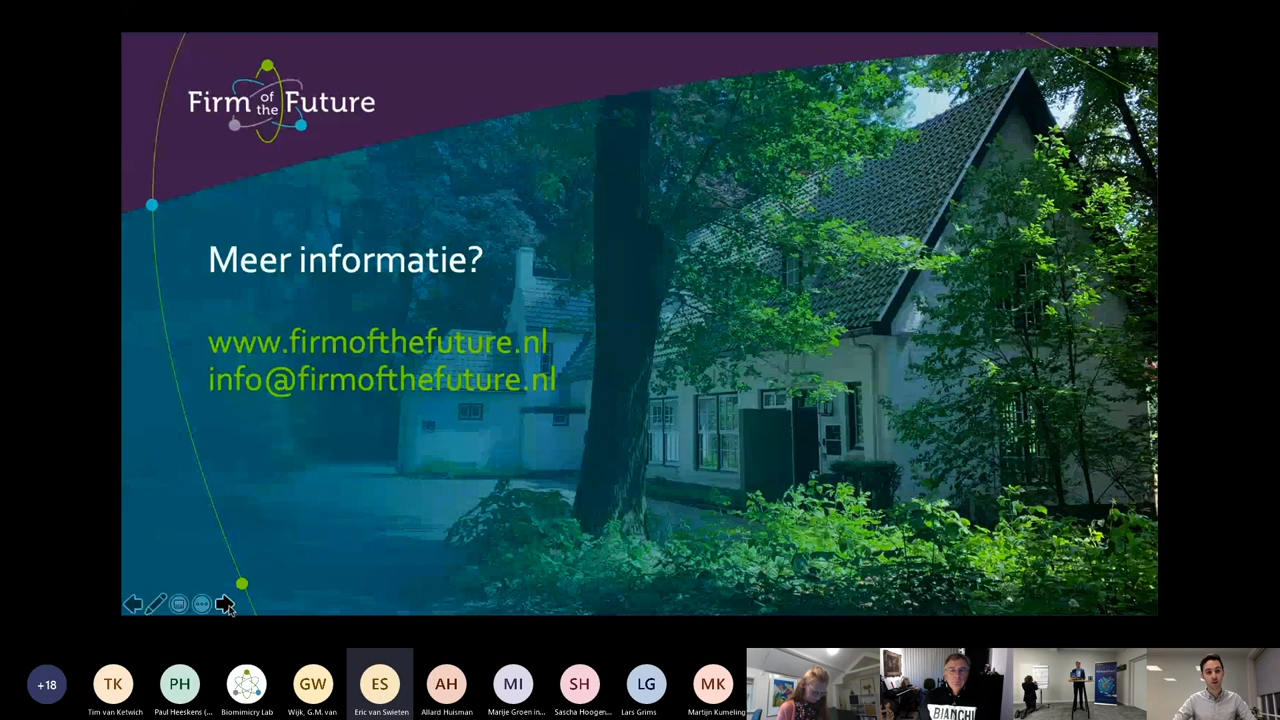 Firm of the Future
Meer informatie?
www.firmofthefuture.nl
info@firmofthefuture.nl
+18
TK
PH
GW
ES
AH
MI
SH
LG
MK
Tim van Ketwich
Paul Heeskens (...
Biomimicry Lab
Wijk, G.M. van
Eric van Swieten
Allard Huisman
Marije Groen in...
Sascha Hoogen...
Lars Grims
Martijn Kumeling
BIANCHI